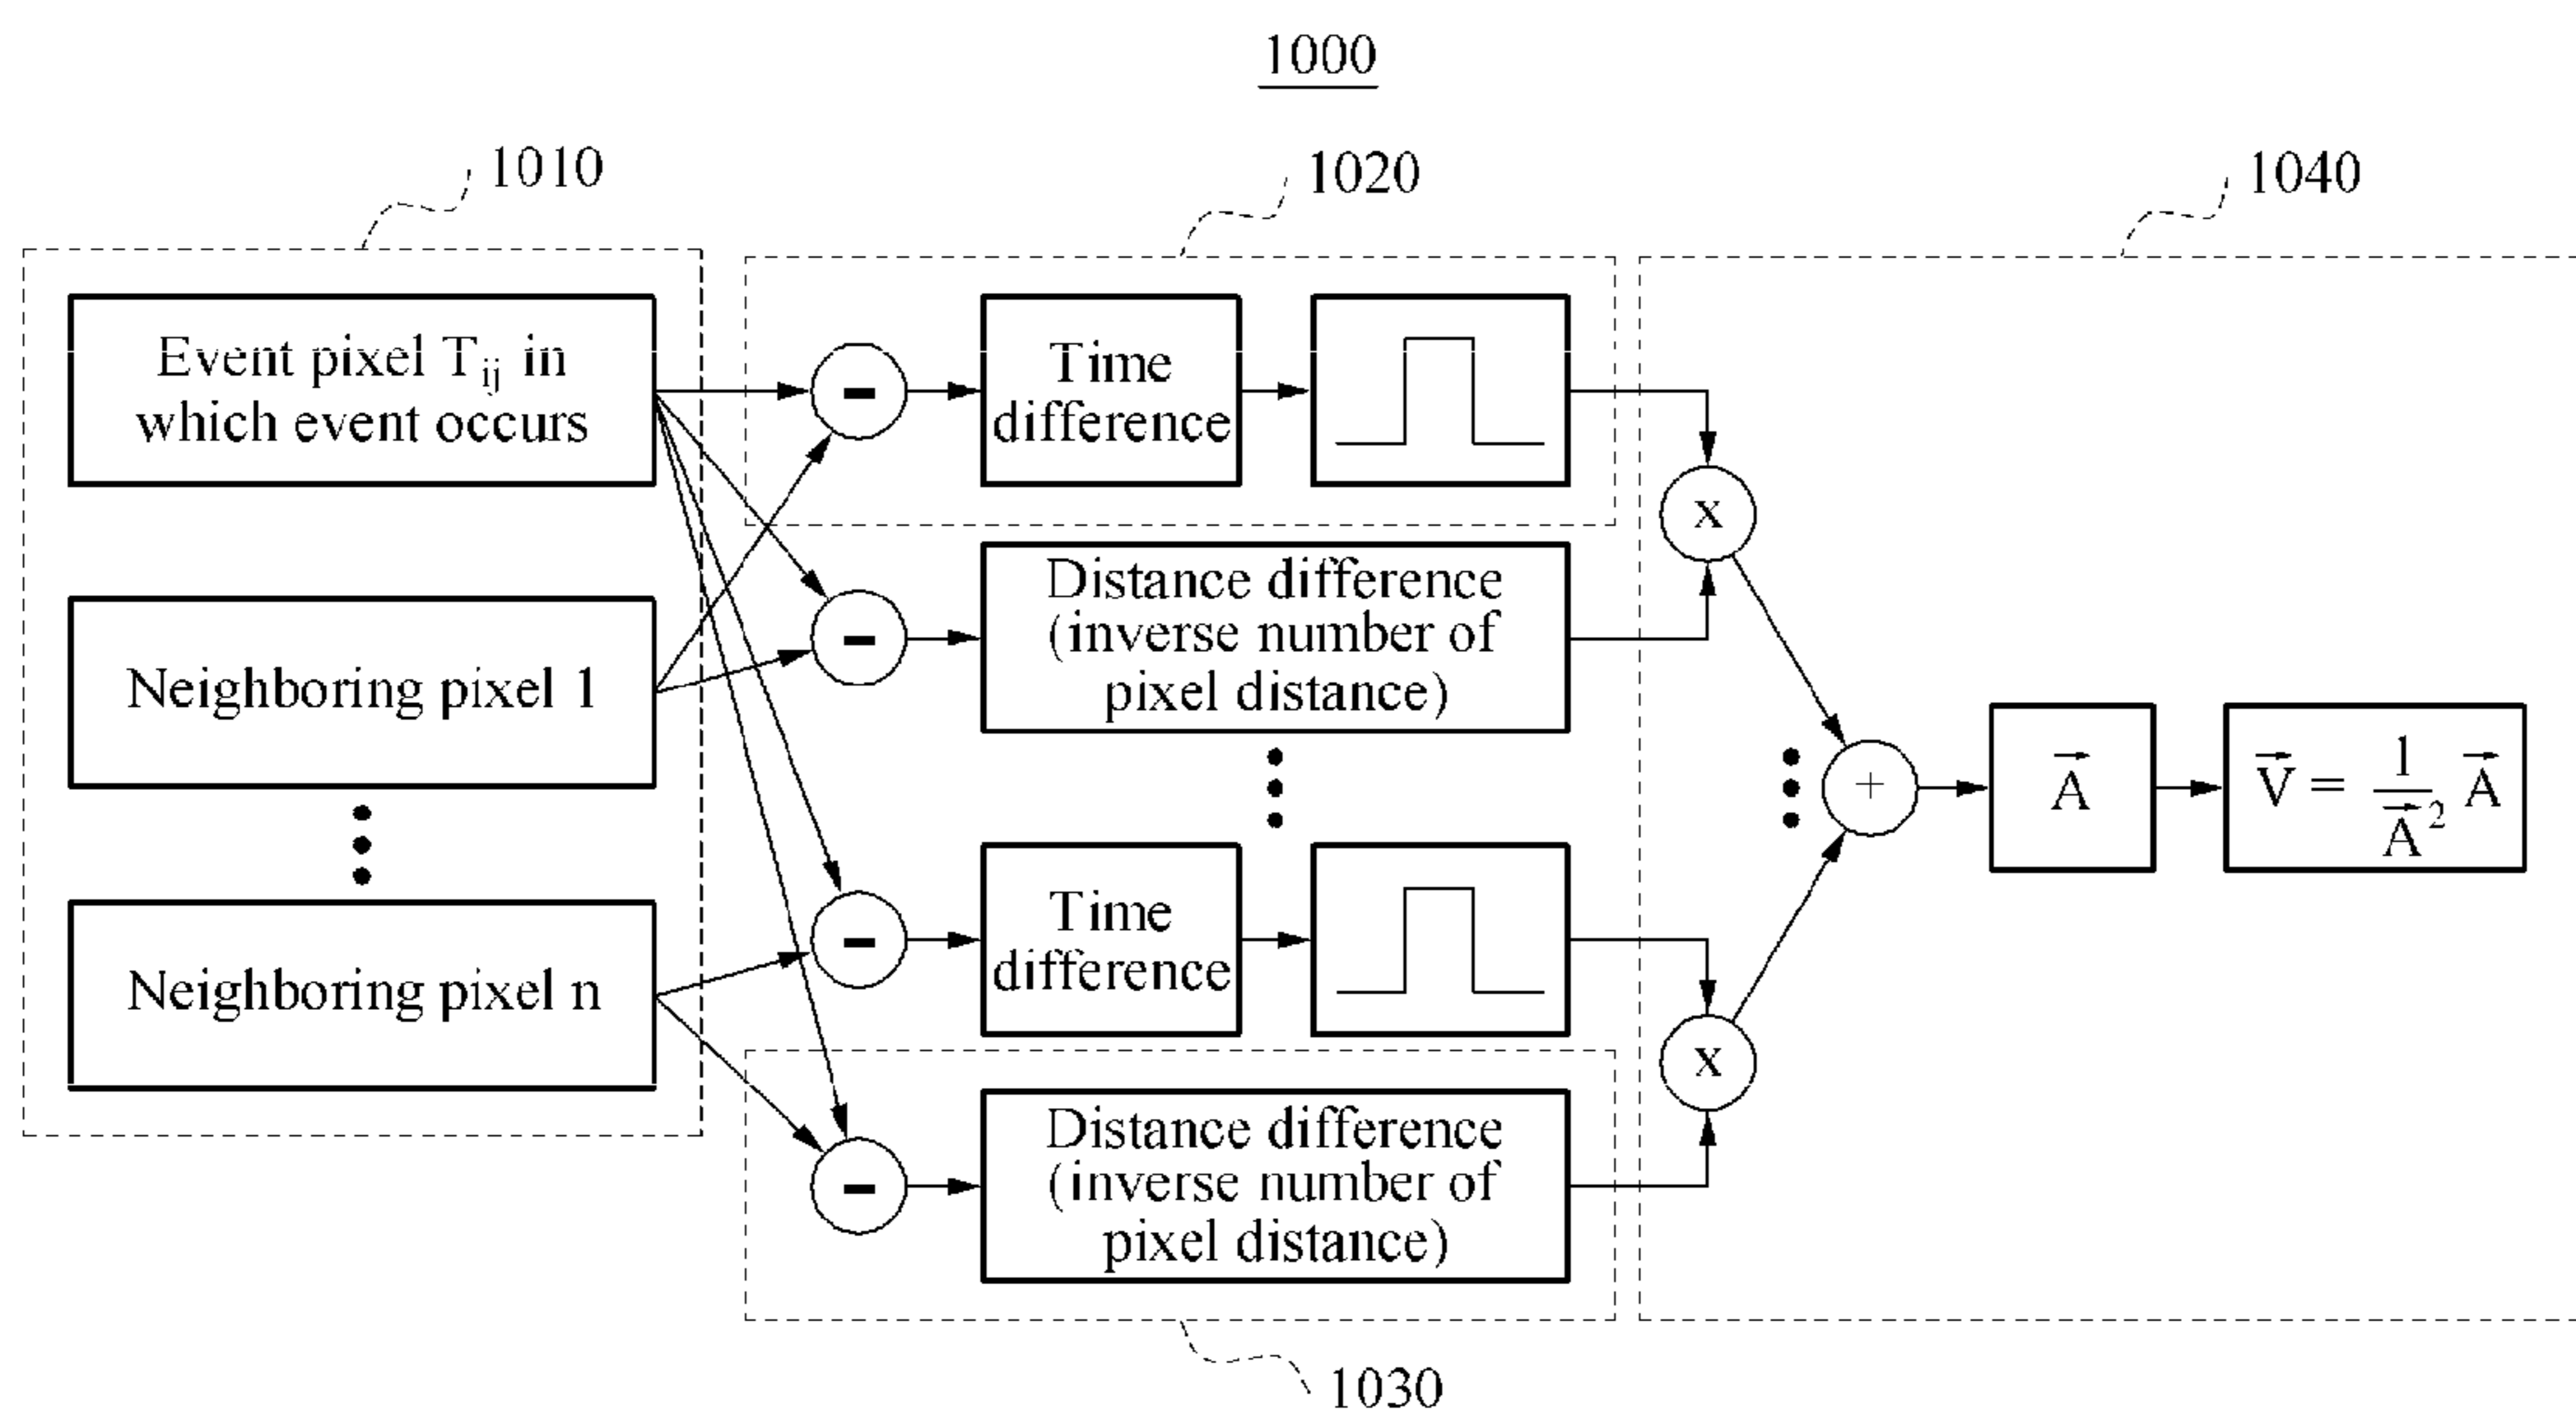 1000
1010
1020
1040
Event pixel Tij in
which event occurs
Neighboring pixel 1
Neighboring pixel n
-
Time
difference
-
Distance difference
(inverse number of
pixel distance)
-
Time
difference
-
Distance difference
(inverse number of
pixel distance)
x
x
+
A⃗
V⃗ = 1/A⃗² A⃗
1030